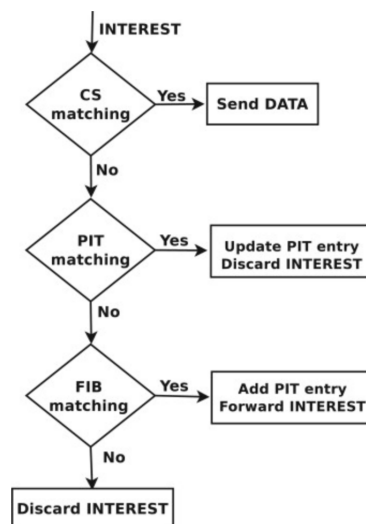 INTEREST
CS
matching
Yes
Send DATA
No
PIT
matching
Yes
Update PIT entry
Discard INTEREST
No
FIB
matching
Yes
Add PIT entry
Forward INTEREST
No
Discard INTEREST